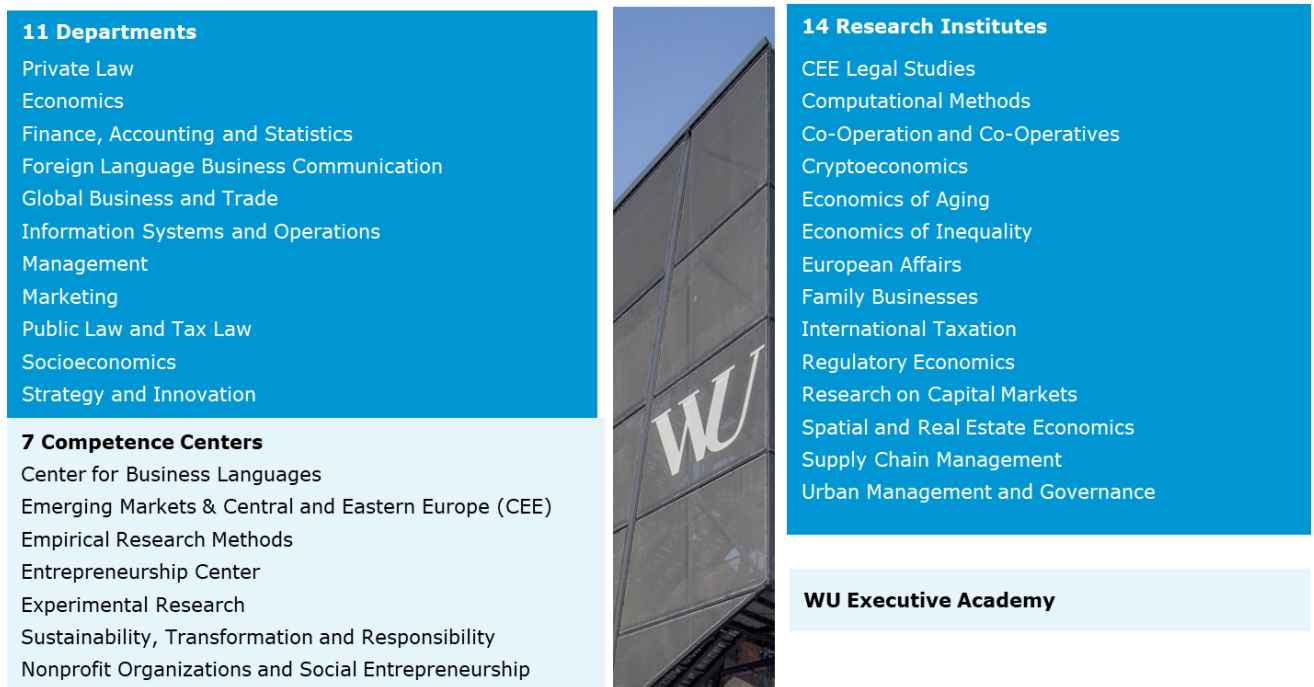 11 Departments
Private Law
Economics
Finance, Accounting and Statistics
Foreign Language Business Communication
Global Business and Trade
Information Systems and Operations
Management
Marketing
Public Law and Tax Law
Socioeconomics
Strategy and Innovation
7 Competence Centers
Center for Business Languages
Emerging Markets & Central and Eastern Europe (CEE)
Empirical Research Methods
Entrepreneurship Center
Experimental Research
Sustainability, Transformation and Responsibility
Nonprofit Organizations and Social Entrepreneurship
WU
14 Research Institutes
CEE Legal Studies
Computational Methods
Co-Operation and Co-Operatives
Cryptoeconomics
Economics of Aging
Economics of Inequality
European Affairs
Family Businesses
International Taxation
Regulatory Economics
Research on Capital Markets
Spatial and Real Estate Economics
Supply Chain Management
Urban Management and Governance
WU Executive Academy